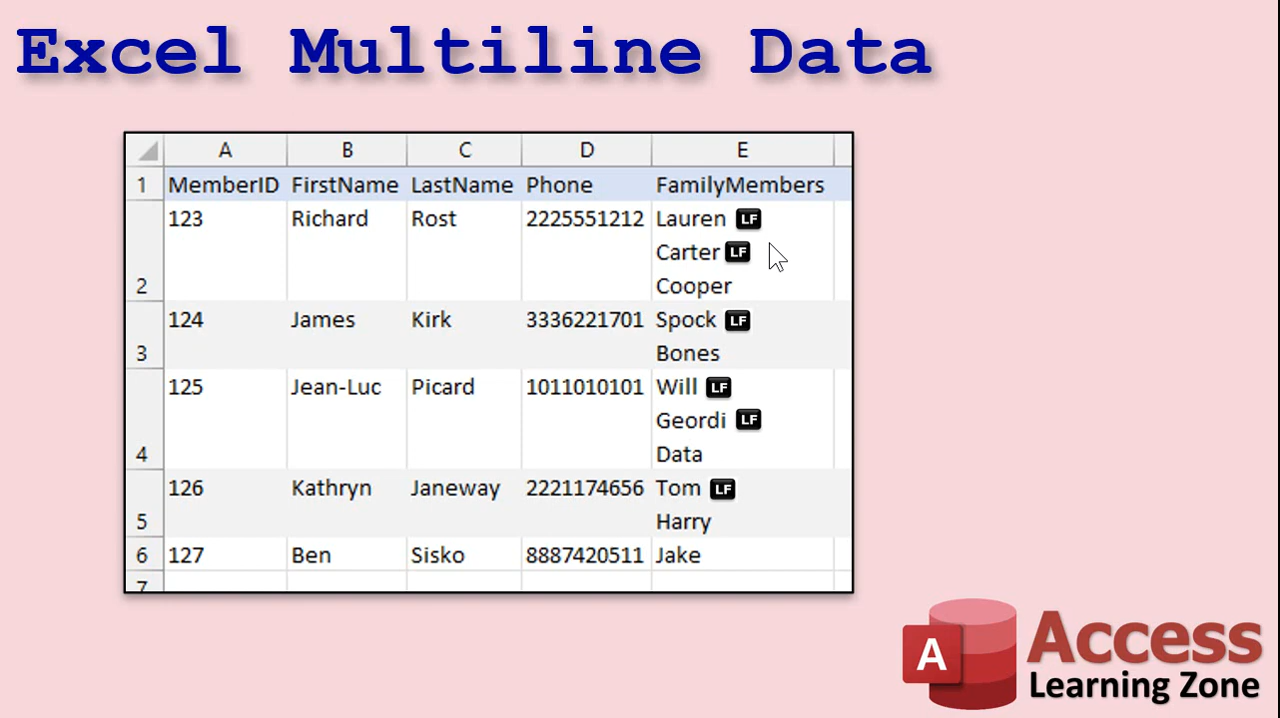 Excel Multiline Data
A B C D E
1 MemberID FirstName LastName Phone FamilyMembers
123 Richard Rost 2225551212 Lauren LF
Carter LF
2 Cooper
124 James Kirk 3336221701 Spock LF
3 Bones
125 Jean-Luc Picard 1011010101 Will LF
Geordi LF
4 Data
126 Kathryn Janeway 2221174656 Tom LF
5 Harry
6 127 Ben Sisko 8887420511 Jake
7
A Access
Learning Zone